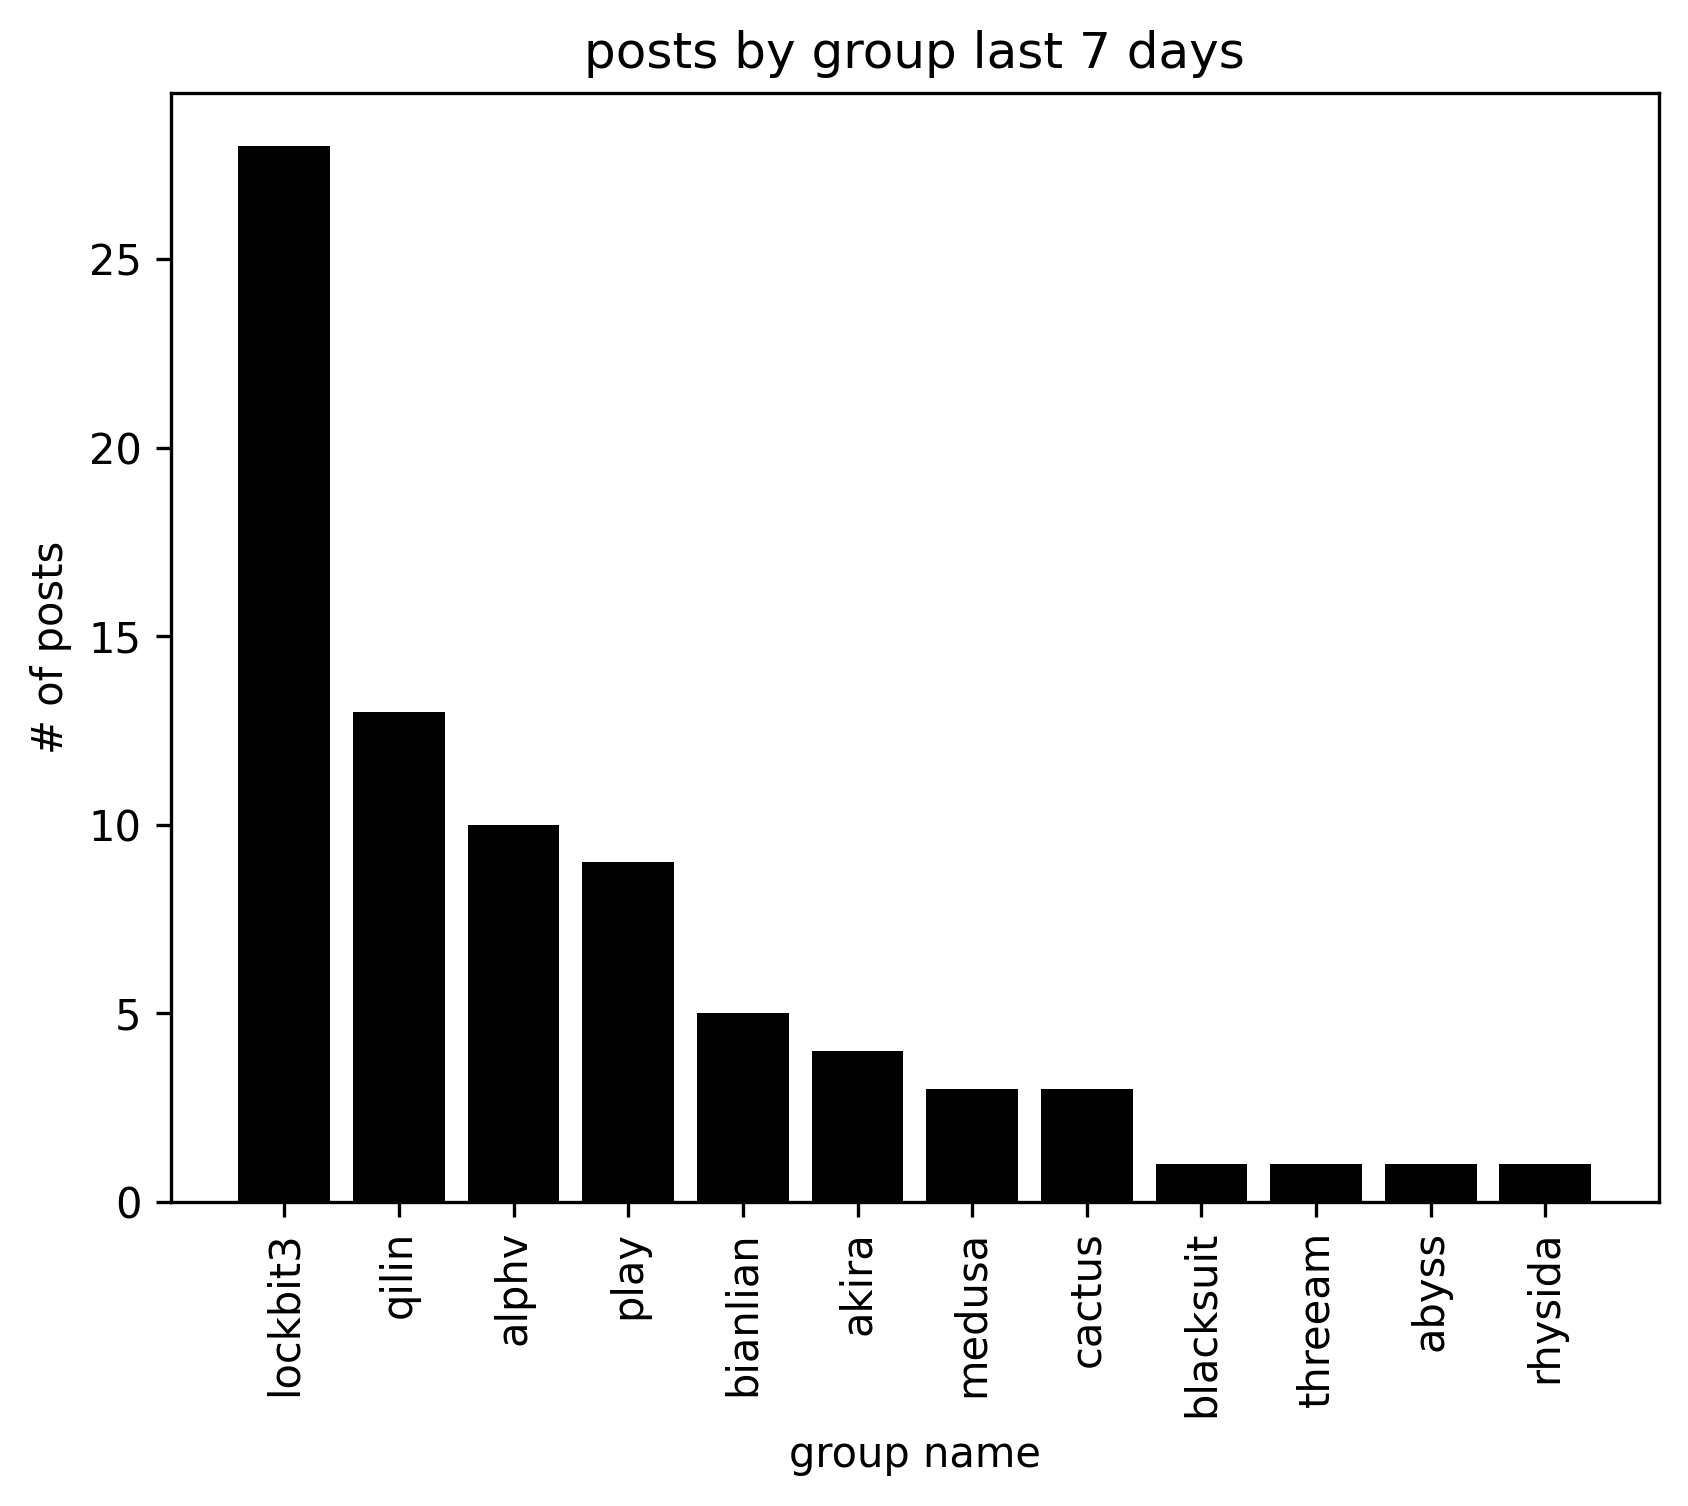 posts by group last 7 days
# of posts
25
20
15
10
5
0
lockbit3
qilin
alphv
play
bianlian
akira
medusa
cactus
blacksuit
threeam
abyss
rhysida
group name